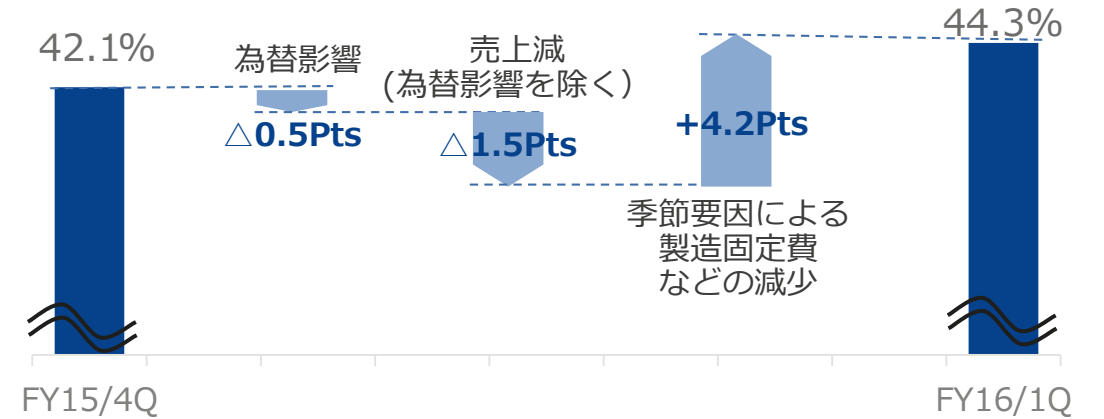 42.1%
為替影響
△0.5Pts
売上減
(為替影響を除く）
△1.5Pts
+4.2Pts
季節要因による
製造固定費
などの減少
44.3%
FY15/4Q
FY16/1Q